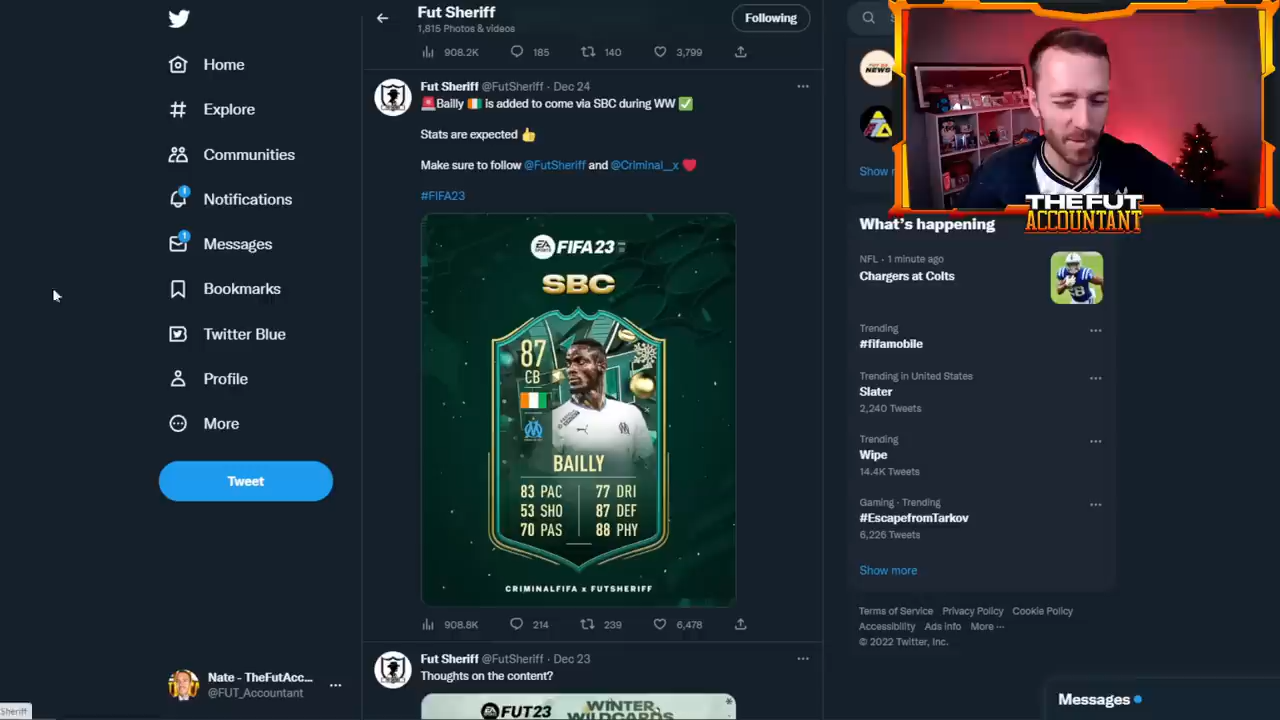 Fut Sheriff
1,815 Photos & videos
Following
908.2K 185 140 3,799
Home
Explore
Communities
1
Notifications
1
Messages
Bookmarks
Twitter Blue
Profile
More
Tweet
Nate - TheFutAcc...
@FUT_Accountant
Sheriff
Fut Sheriff @FutSheriff · Dec 24
🚨Bailly 🇨🇮 is added to come via SBC during WW ✅
Stats are expected 👍
Make sure to follow @FutSheriff and @Criminal__x ❤️
#FIFA23
EA SPORTS FIFA 23
SBC
87
CB
BAILLY
83 PAC 77 DRI
53 SHO 87 DEF
70 PAS 88 PHY
CRIMINALFIFA x FUTSHERIFF
908.8K 214 239 6,478
Fut Sheriff @FutSheriff · Dec 23
Thoughts on the content?
FUT23
WINTER
WILDCARDS
NEWS
Show
THE FUT
ACCOUNTANT
What's happening
NFL · 1 minute ago
Chargers at Colts
Trending
#fifamobile
Trending in United States
Slater
2,240 Tweets
Trending
Wipe
14.4K Tweets
Gaming · Trending
#EscapefromTarkov
6,226 Tweets
Show more
Terms of Service Privacy Policy Cookie Policy
Accessibility Ads info More ···
© 2022 Twitter, Inc.
Messages